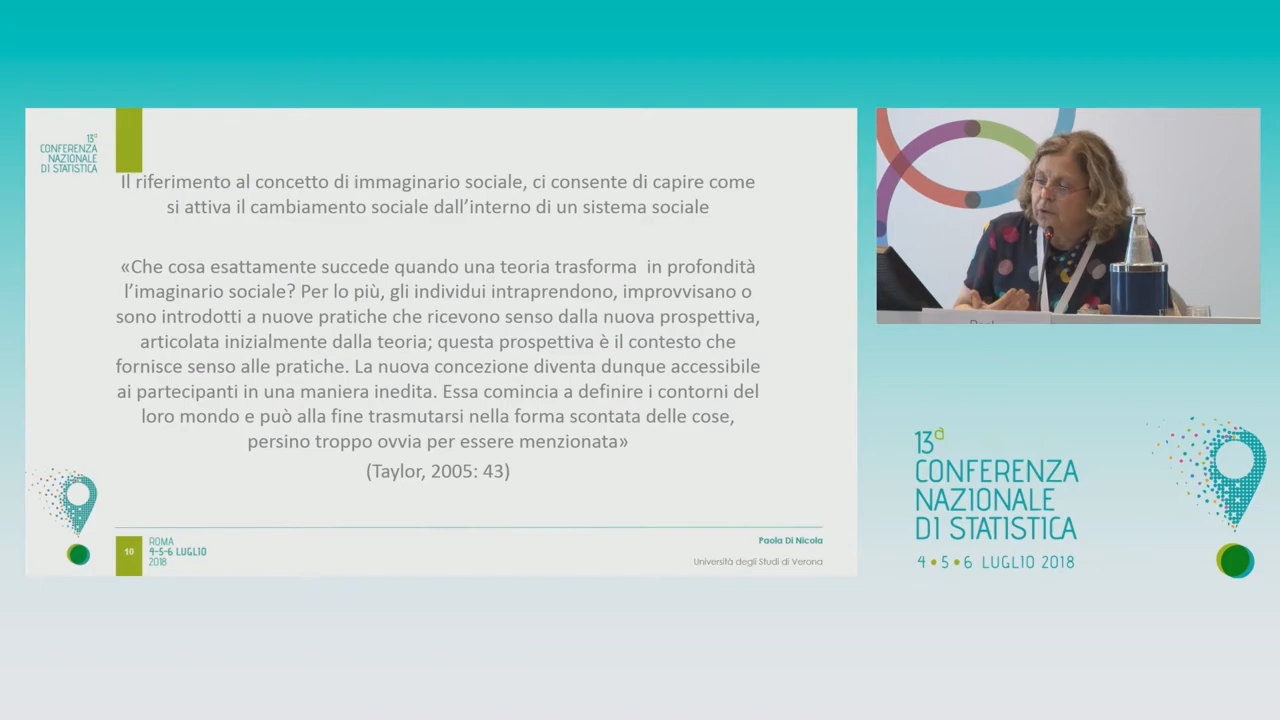 13ª
CONFERENZA
NAZIONALE
DI STATISTICA
Il riferimento al concetto di immaginario sociale, ci consente di capire come
si attiva il cambiamento sociale dall’interno di un sistema sociale
«Che cosa esattamente succede quando una teoria trasforma in profondità
l’imaginario sociale? Per lo più, gli individui intraprendono, improvvisano o
sono introdotti a nuove pratiche che ricevono senso dalla nuova prospettiva,
articolata inizialmente dalla teoria; questa prospettiva è il contesto che
fornisce senso alle pratiche. La nuova concezione diventa dunque accessibile
ai partecipanti in una maniera inedita. Essa comincia a definire i contorni del
loro mondo e può alla fine trasmutarsi nella forma scontata delle cose,
persino troppo ovvia per essere menzionata»
(Taylor, 2005: 43)
10
ROMA
4-5-6 LUGLIO
2018
Paola Di Nicola
Università degli Studi di Verona
13ª
CONFERENZA
NAZIONALE
DI STATISTICA
4 • 5 • 6 LUGLIO 2018